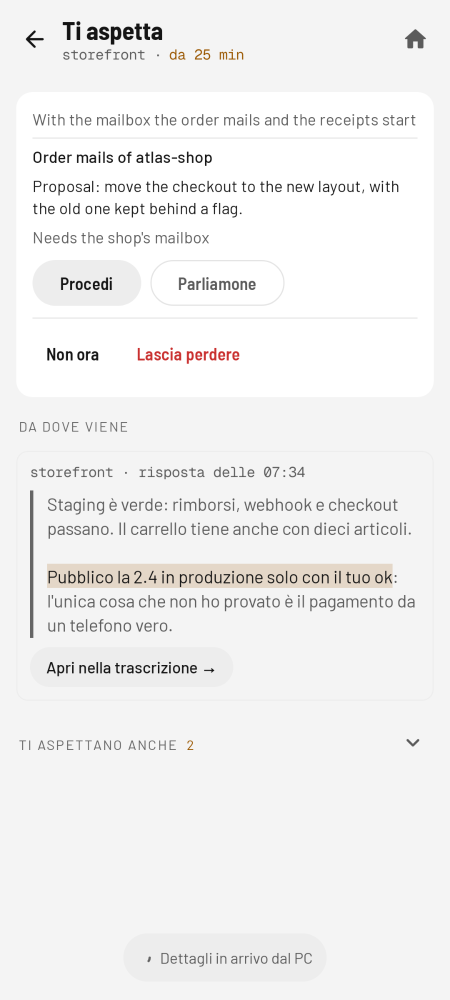 Ti aspetta
storefront · da 25 min
With the mailbox the order mails and the receipts start
Order mails of atlas-shop
Proposal: move the checkout to the new layout, with
the old one kept behind a flag.
Needs the shop's mailbox
Procedi
Parliamone
Non ora
Lascia perdere
DA DOVE VIENE
storefront · risposta delle 07:34
Staging è verde: rimborsi, webhook e checkout
passano. Il carrello tiene anche con dieci articoli.
Pubblico la 2.4 in produzione solo con il tuo ok:
l'unica cosa che non ho provato è il pagamento da
un telefono vero.
Apri nella trascrizione →
TI ASPETTANO ANCHE 2
Dettagli in arrivo dal PC